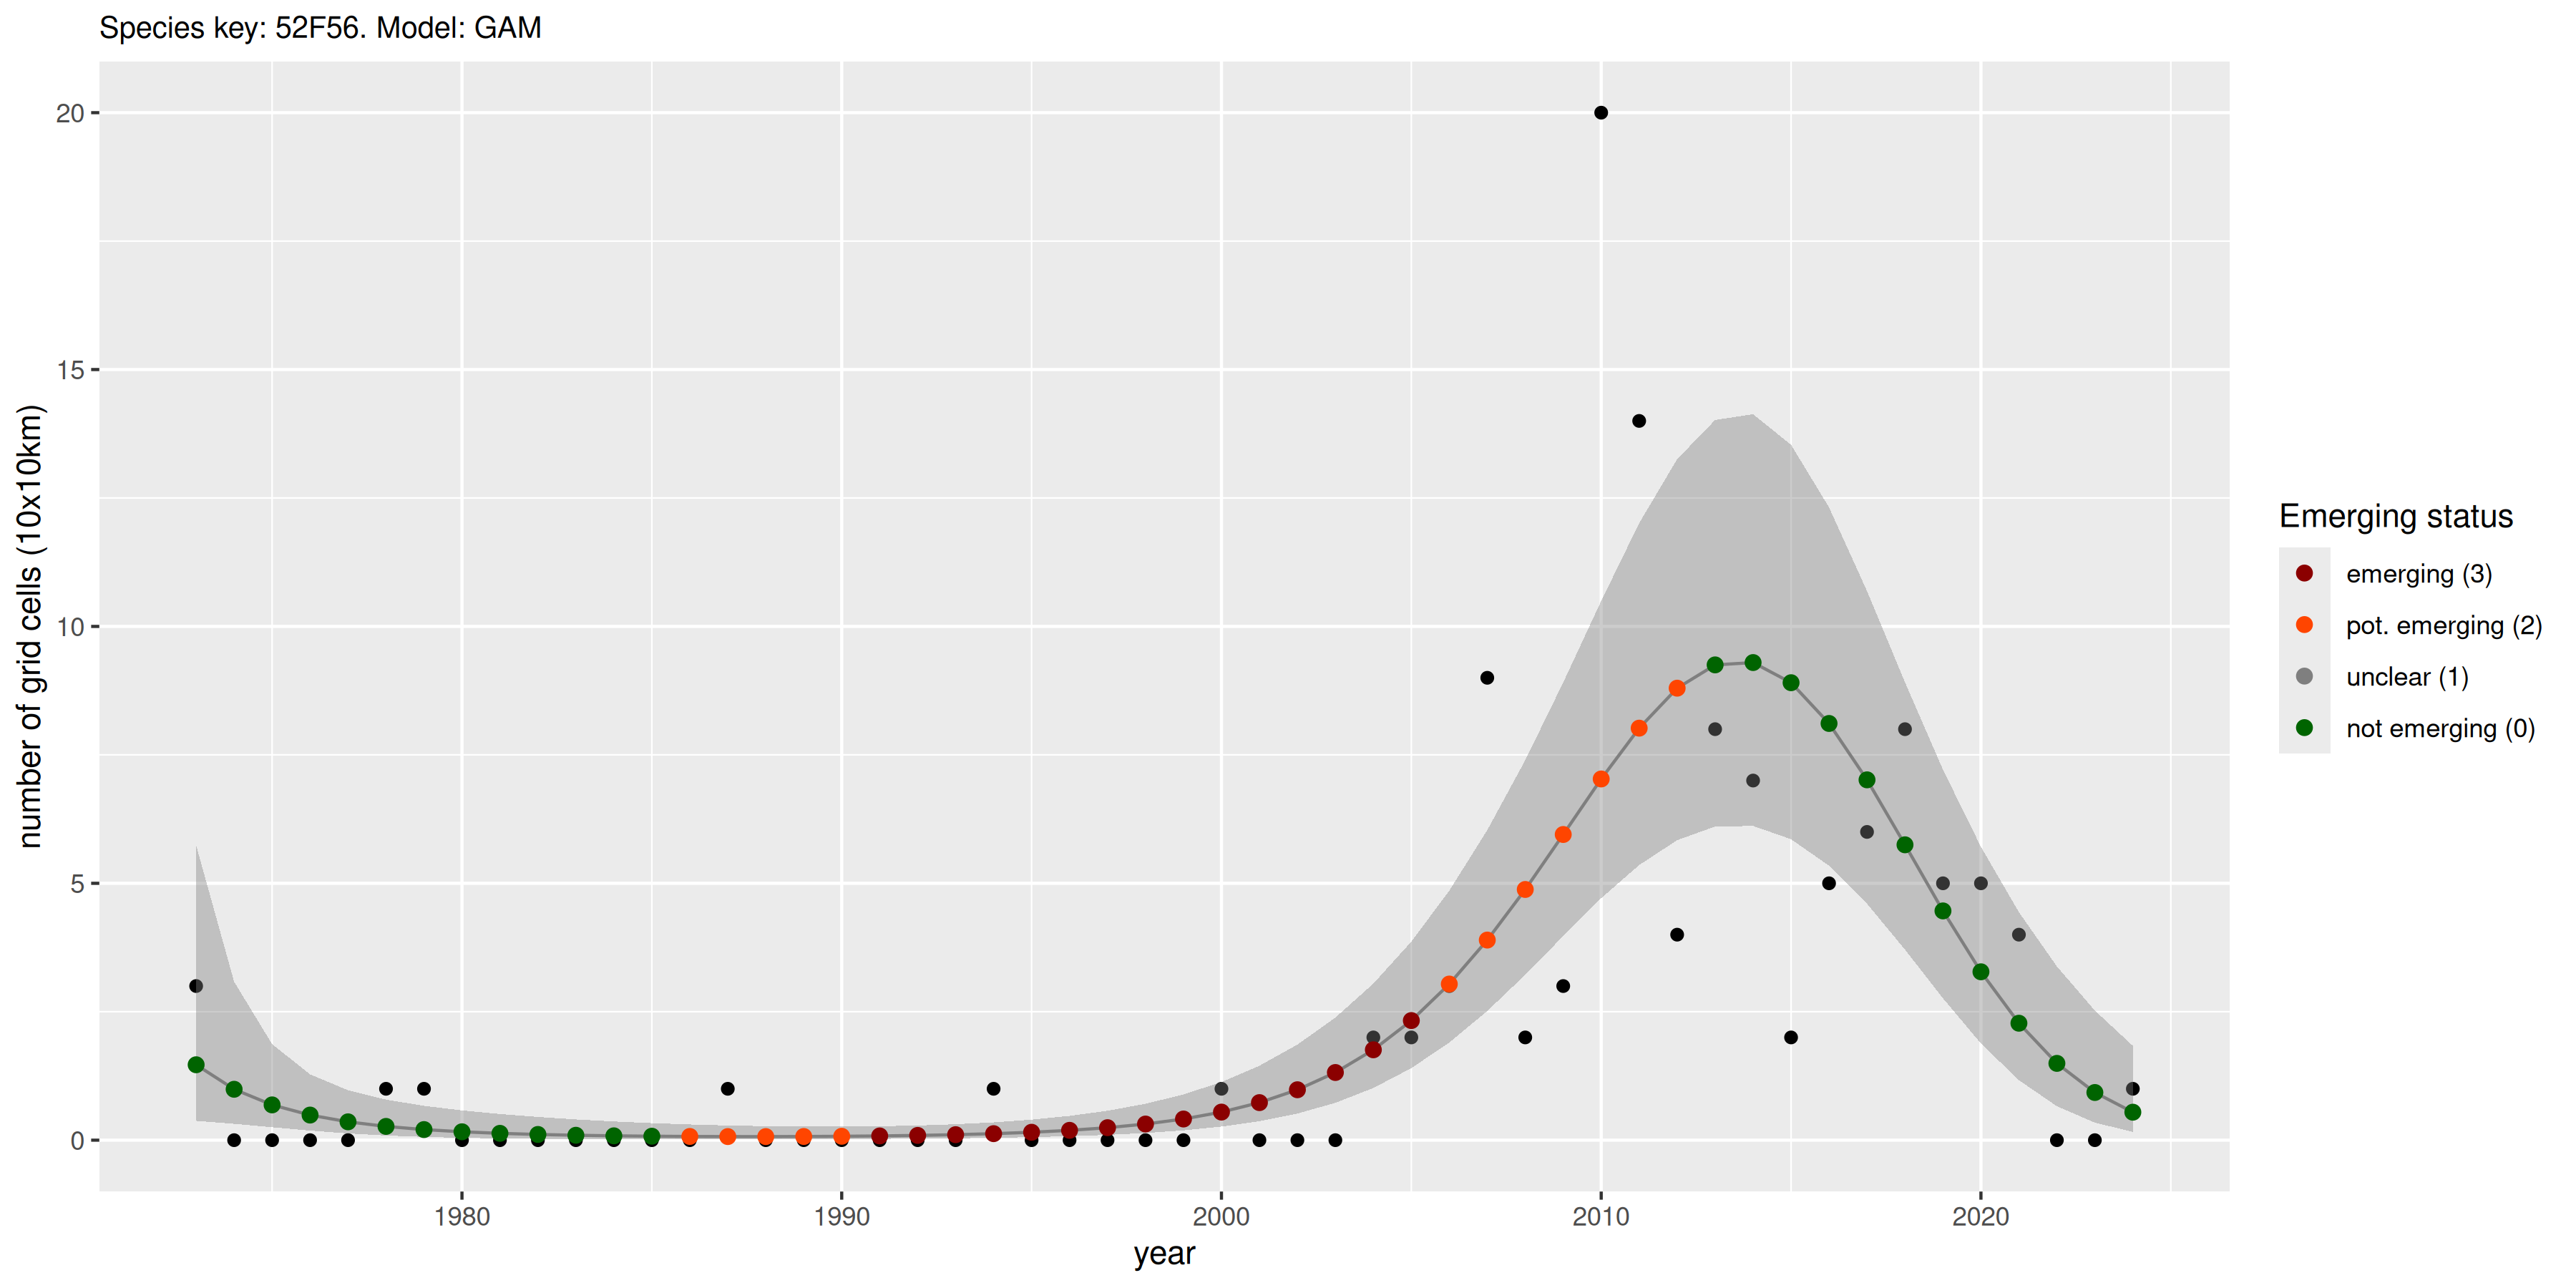 Species key: 52F56. Model: GAM
20
15
10
5
0
number of grid cells (10x10km)
1980
1990
2000
2010
2020
year
Emerging status
emerging (3)
pot. emerging (2)
unclear (1)
not emerging (0)